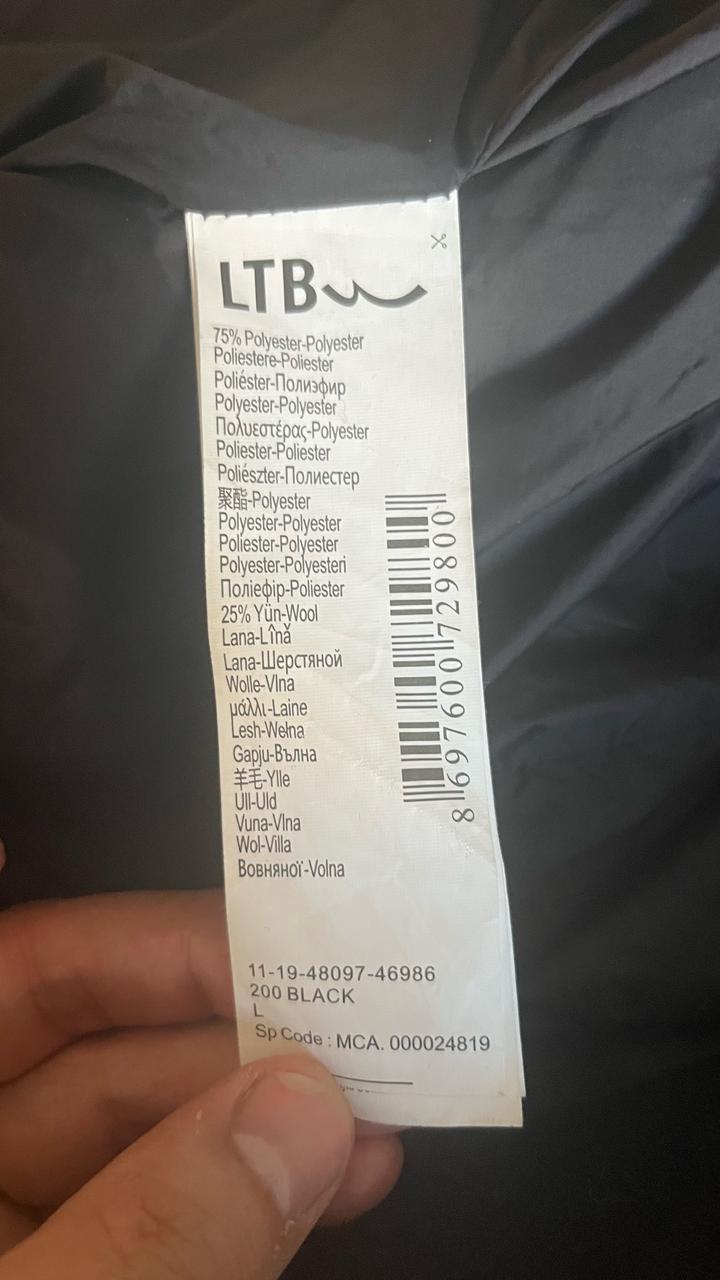 LTB
75% Polyester-Polyester
Poliestere-Poliester
Poliéster-Полиэфир
Polyester-Polyester
Πολυεστέρας-Polyester
Poliester-Poliester
Poliészter-Полиестер
聚酯-Polyester
Polyester-Polyester
Poliester-Polyester
Polyester-Polyesteri
Поліефір-Poliester
25% Yün-Wool
Lana-Lînă
Lana-Шерстяной
Wolle-Vlna
μάλλι-Laine
Lesh-Wełna
Gapju-Вълна
羊毛-Ylle
Ull-Uld
Vuna-Vlna
Wol-Villa
Вовняної-Volna
8697600729800
11-19-48097-46986
200 BLACK
L
Sp Code : MCA. 000024819